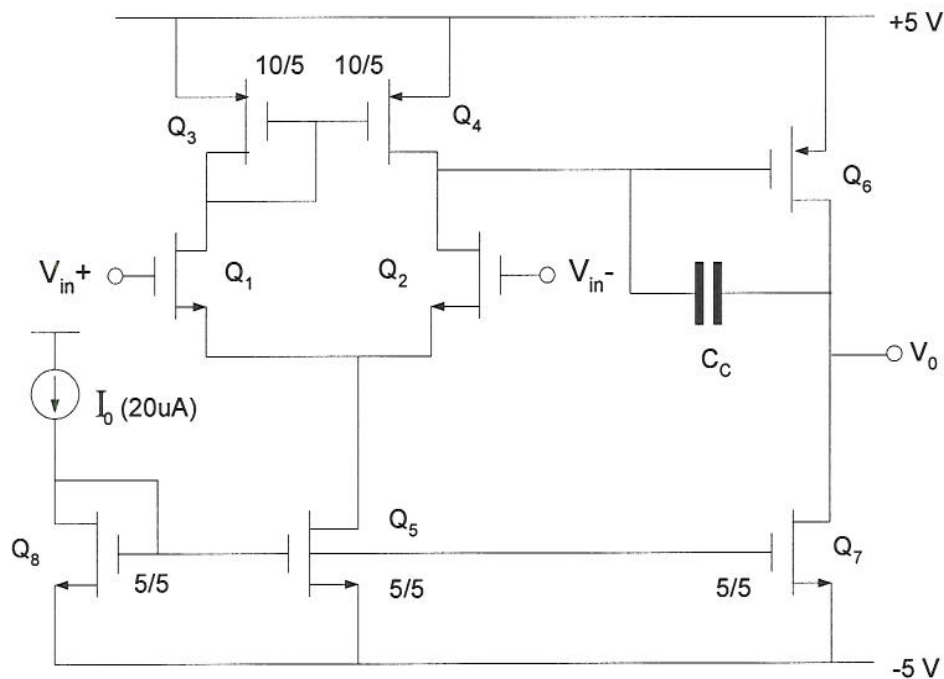 +5 V
10/5
10/5
Q3
Q4
Q6
Vin+
Q1
Q2
Vin-
CC
V0
I0 (20uA)
Q8
5/5
Q5
5/5
Q7
5/5
-5 V